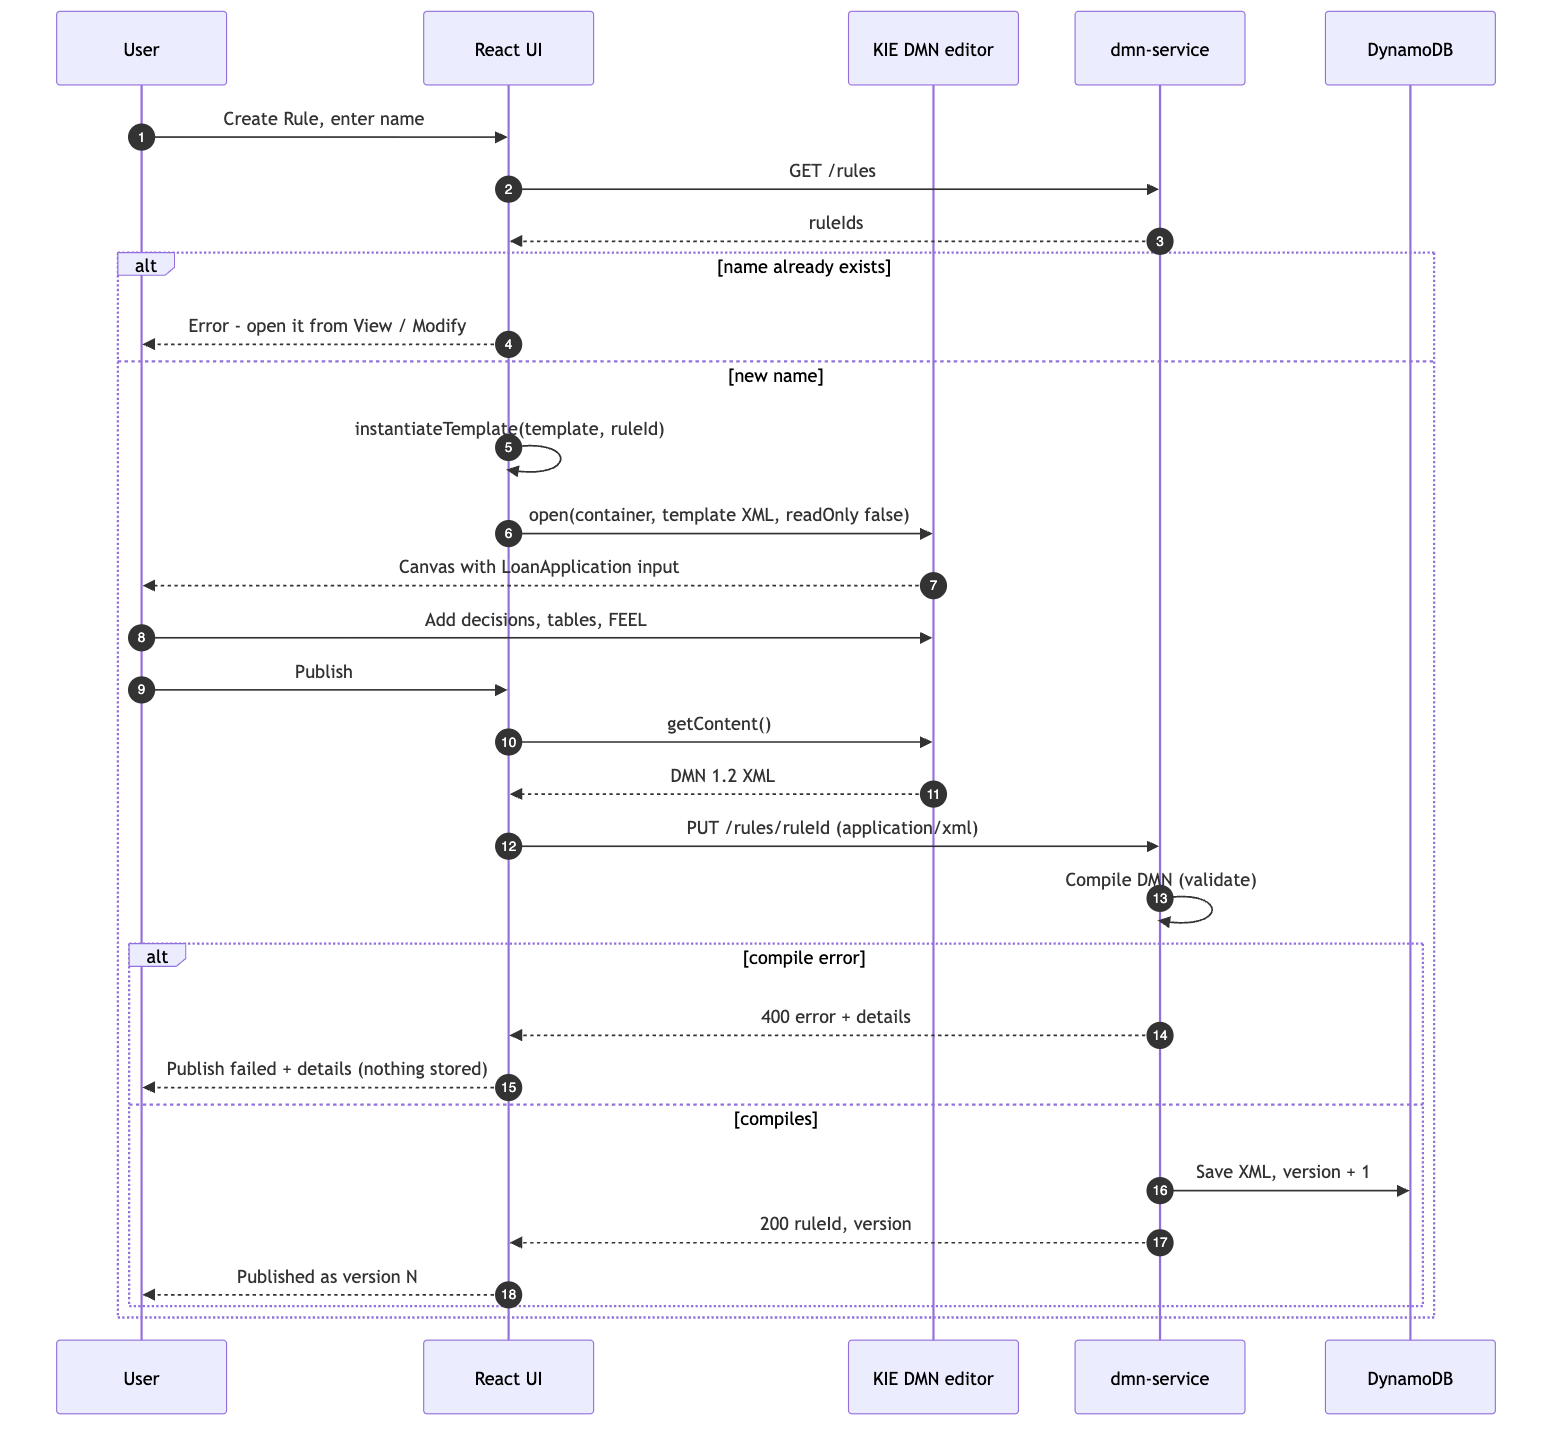 User
React UI
KIE DMN editor
dmn-service
DynamoDB
Create Rule, enter name
1
GET /rules
2
ruleIds
3
alt
[name already exists]
Error - open it from View / Modify
4
[new name]
instantiateTemplate(template, ruleId)
5
open(container, template XML, readOnly false)
6
Canvas with LoanApplication input
7
Add decisions, tables, FEEL
8
Publish
9
getContent()
10
DMN 1.2 XML
11
PUT /rules/ruleId (application/xml)
12
Compile DMN (validate)
13
alt
[compile error]
400 error + details
14
Publish failed + details (nothing stored)
15
[compiles]
Save XML, version + 1
16
200 ruleId, version
17
Published as version N
18
User
React UI
KIE DMN editor
dmn-service
DynamoDB